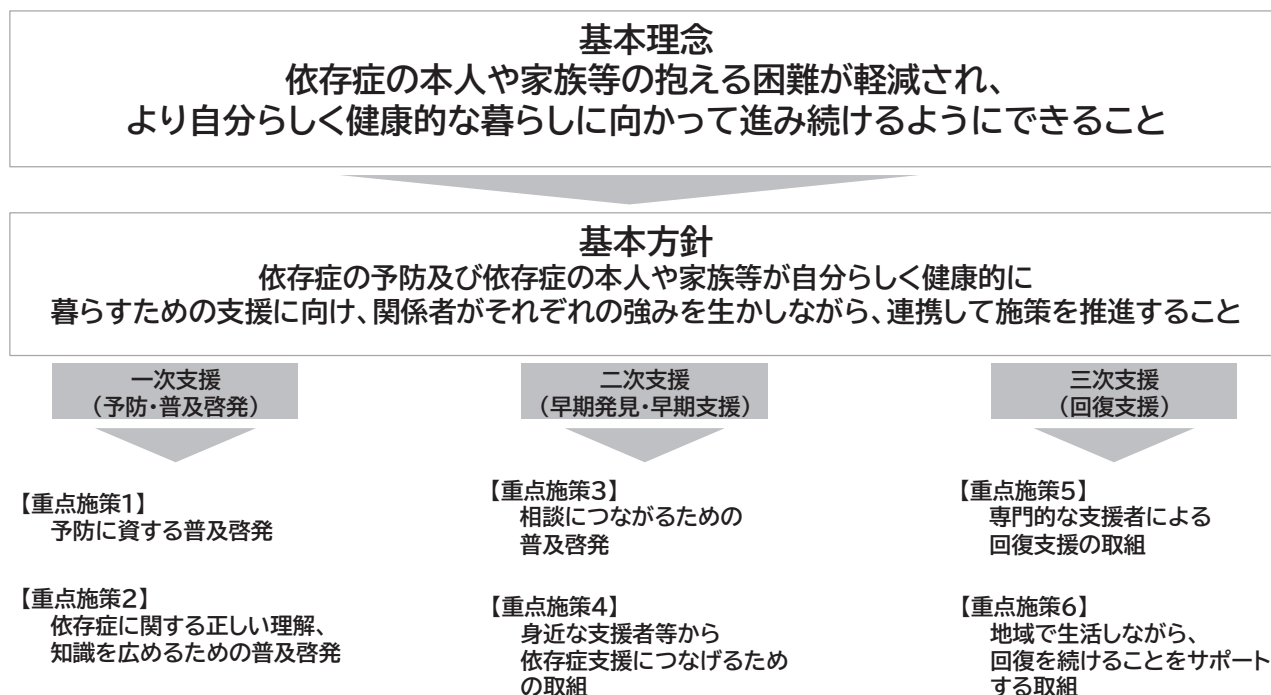 基本理念
依存症の本人や家族等の抱える困難が軽減され、
より自分らしく健康的な暮らしに向かって進み続けるようにできること
基本方針
依存症の予防及び依存症の本人や家族等が自分らしく健康的に
暮らすための支援に向け、関係者がそれぞれの強みを生かしながら、連携して施策を推進すること
一次支援
（予防・普及啓発）
【重点施策1】
予防に資する普及啓発
【重点施策2】
依存症に関する正しい理解、
知識を広めるための普及啓発
二次支援
（早期発見・早期支援）
【重点施策3】
相談につながるための
普及啓発
【重点施策4】
身近な支援者等から
依存症支援につなげるため
の取組
三次支援
（回復支援）
【重点施策5】
専門的な支援者による
回復支援の取組
【重点施策6】
地域で生活しながら、
回復を続けることをサポート
する取組